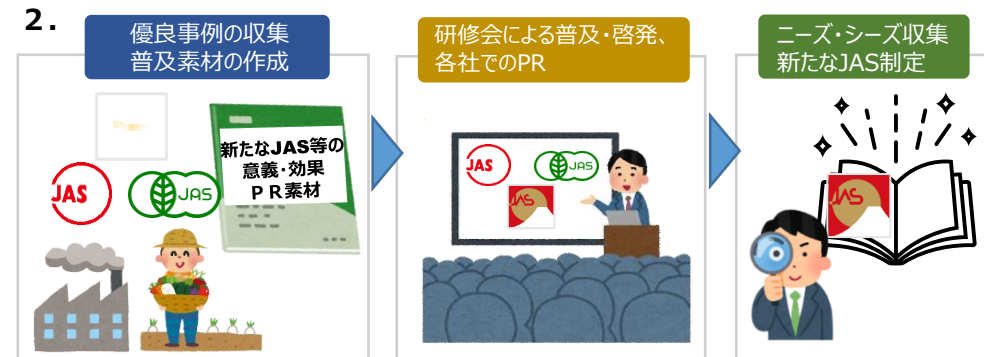 2.
優良事例の収集
普及素材の作成
新たなJAS等の
意義・効果
PR素材
JAS
JAS
研修会による普及・啓発、
各社でのPR
JAS
JAS
JAS
ニーズ・シーズ収集
新たなJAS制定
JAS